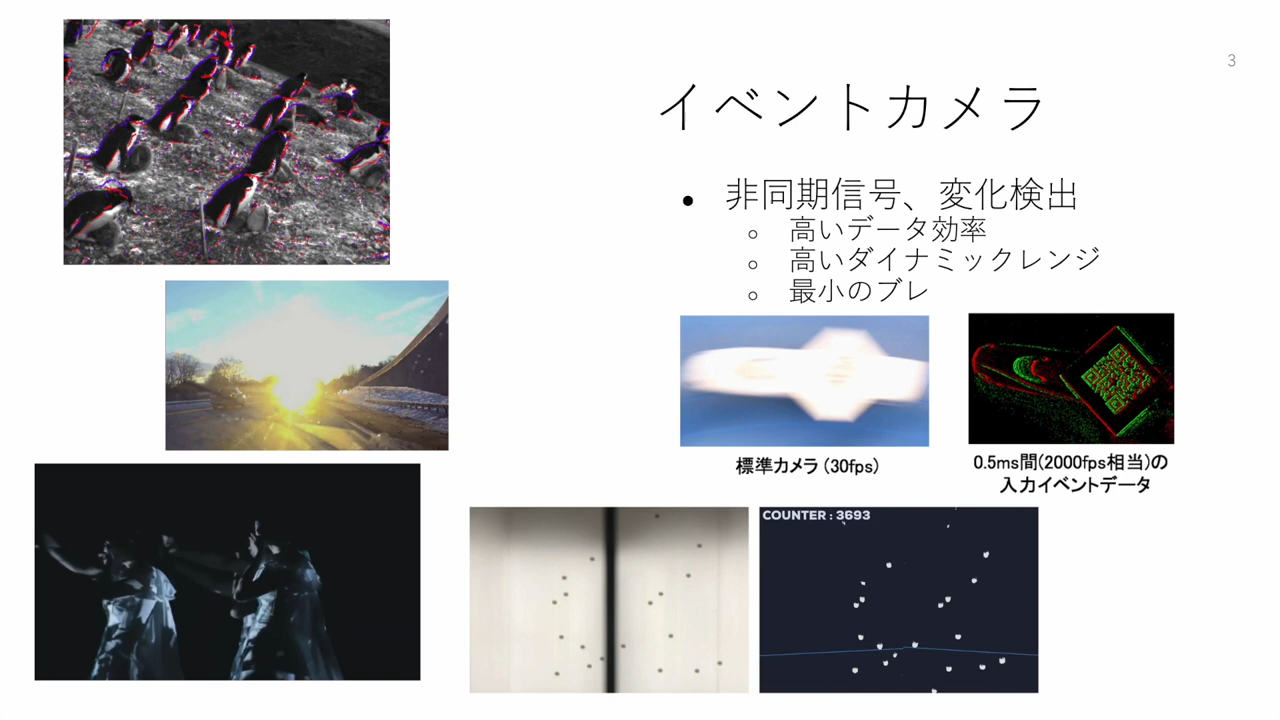 3
イベントカメラ
● 非同期信号、変化検出
○ 高いデータ効率
○ 高いダイナミックレンジ
○ 最小のブレ
標準カメラ (30fps)
0.5ms間(2000fps相当)の
入力イベントデータ
COUNTER : 3693